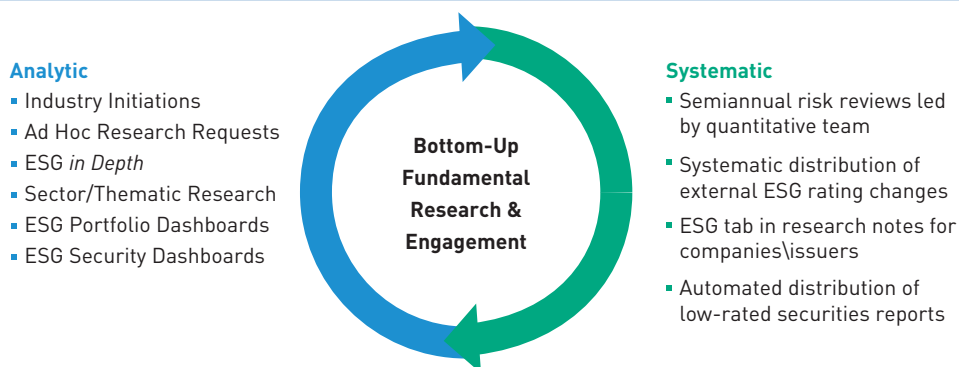 Analytic
▪ Industry Initiations
▪ Ad Hoc Research Requests
▪ ESG in Depth
▪ Sector/Thematic Research
▪ ESG Portfolio Dashboards
▪ ESG Security Dashboards
Bottom-Up
Fundamental
Research &
Engagement
Systematic
▪ Semiannual risk reviews led
by quantitative team
▪ Systematic distribution of
external ESG rating changes
▪ ESG tab in research notes for
companies\issuers
▪ Automated distribution of
low-rated securities reports